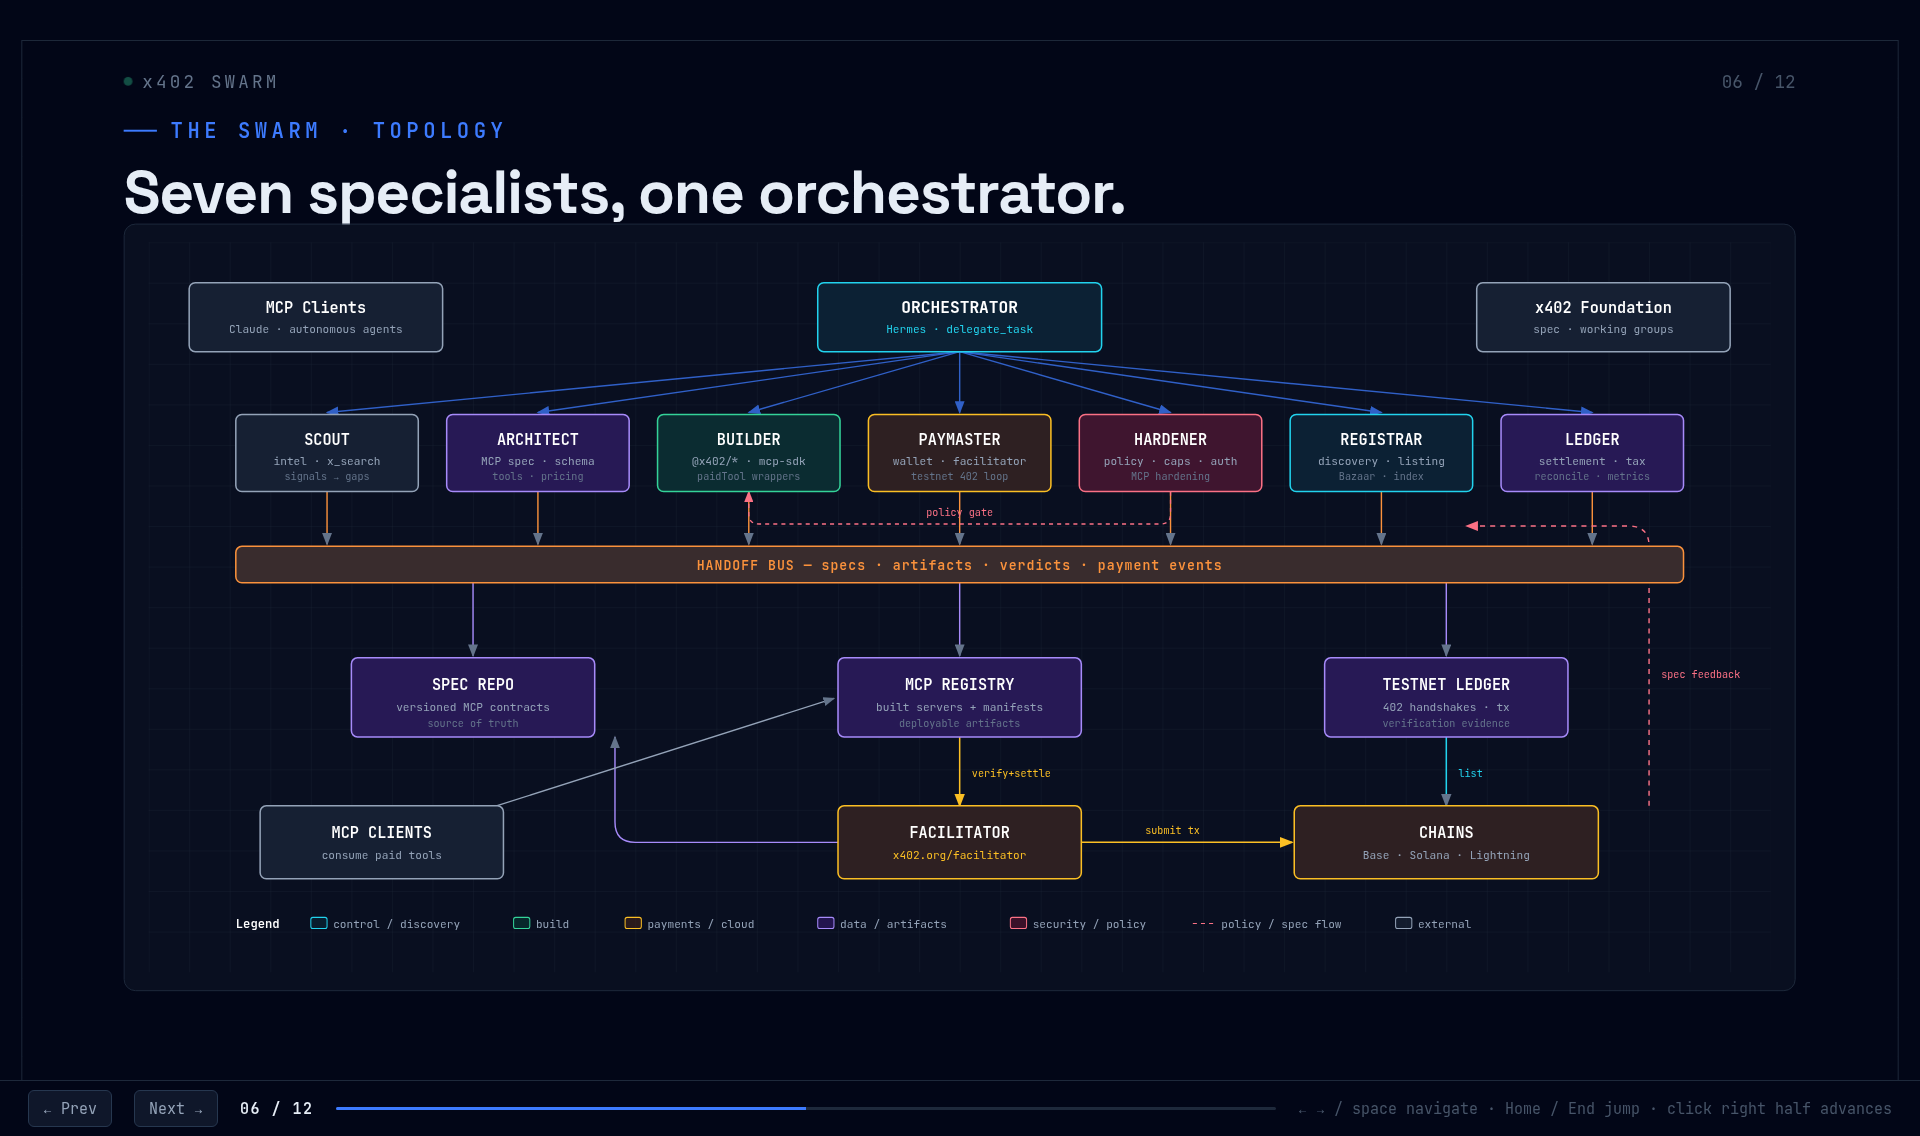 x402 SWARM
06 / 12
THE SWARM · TOPOLOGY
Seven specialists, one orchestrator.
MCP Clients
Claude · autonomous agents
ORCHESTRATOR
Hermes · delegate_task
x402 Foundation
spec · working groups
SCOUT
intel · x_search
signals → gaps
ARCHITECT
MCP spec · schema
tools · pricing
BUILDER
@x402/* · mcp-sdk
paidTool wrappers
PAYMASTER
wallet · facilitator
testnet 402 loop
HARDENER
policy · caps · auth
MCP hardening
REGISTRAR
discovery · listing
Bazaar · index
LEDGER
settlement · tax
reconcile · metrics
policy gate
HANDOFF BUS — specs · artifacts · verdicts · payment events
SPEC REPO
versioned MCP contracts
source of truth
MCP REGISTRY
built servers + manifests
deployable artifacts
TESTNET LEDGER
402 handshakes · tx
verification evidence
spec feedback
verify+settle
list
MCP CLIENTS
consume paid tools
FACILITATOR
x402.org/facilitator
submit tx
CHAINS
Base · Solana · Lightning
Legend
control / discovery
build
payments / cloud
data / artifacts
security / policy
policy / spec flow
external
← Prev
Next →
06 / 12
← → / space navigate · Home / End jump · click right half advances